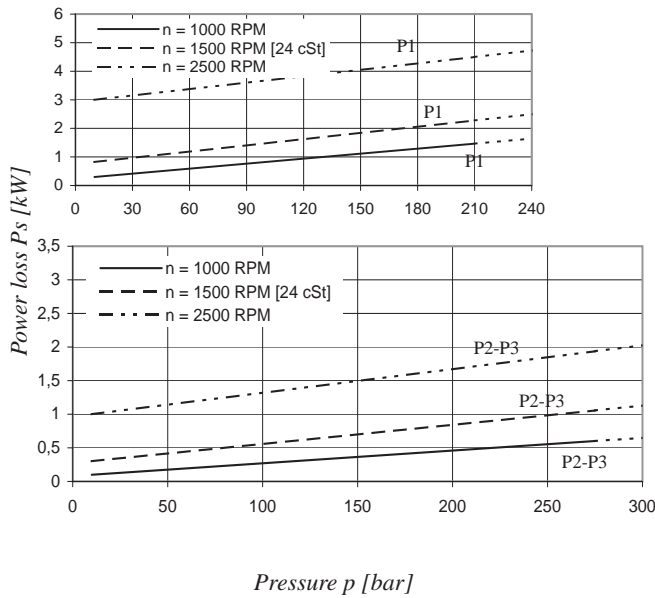 6
5
4
3
2
1
0
n = 1000 RPM
n = 1500 RPM [24 cSt]
n = 2500 RPM
P1
P1
P1
0 30 60 90 120 150 180 210 240
Power loss Ps [kW]
3,5
3
2,5
2
1,5
1
0,5
0
n = 1000 RPM
n = 1500 RPM [24 cSt]
n = 2500 RPM
P2-P3
P2-P3
P2-P3
0 50 100 150 200 250 300
Pressure p [bar]